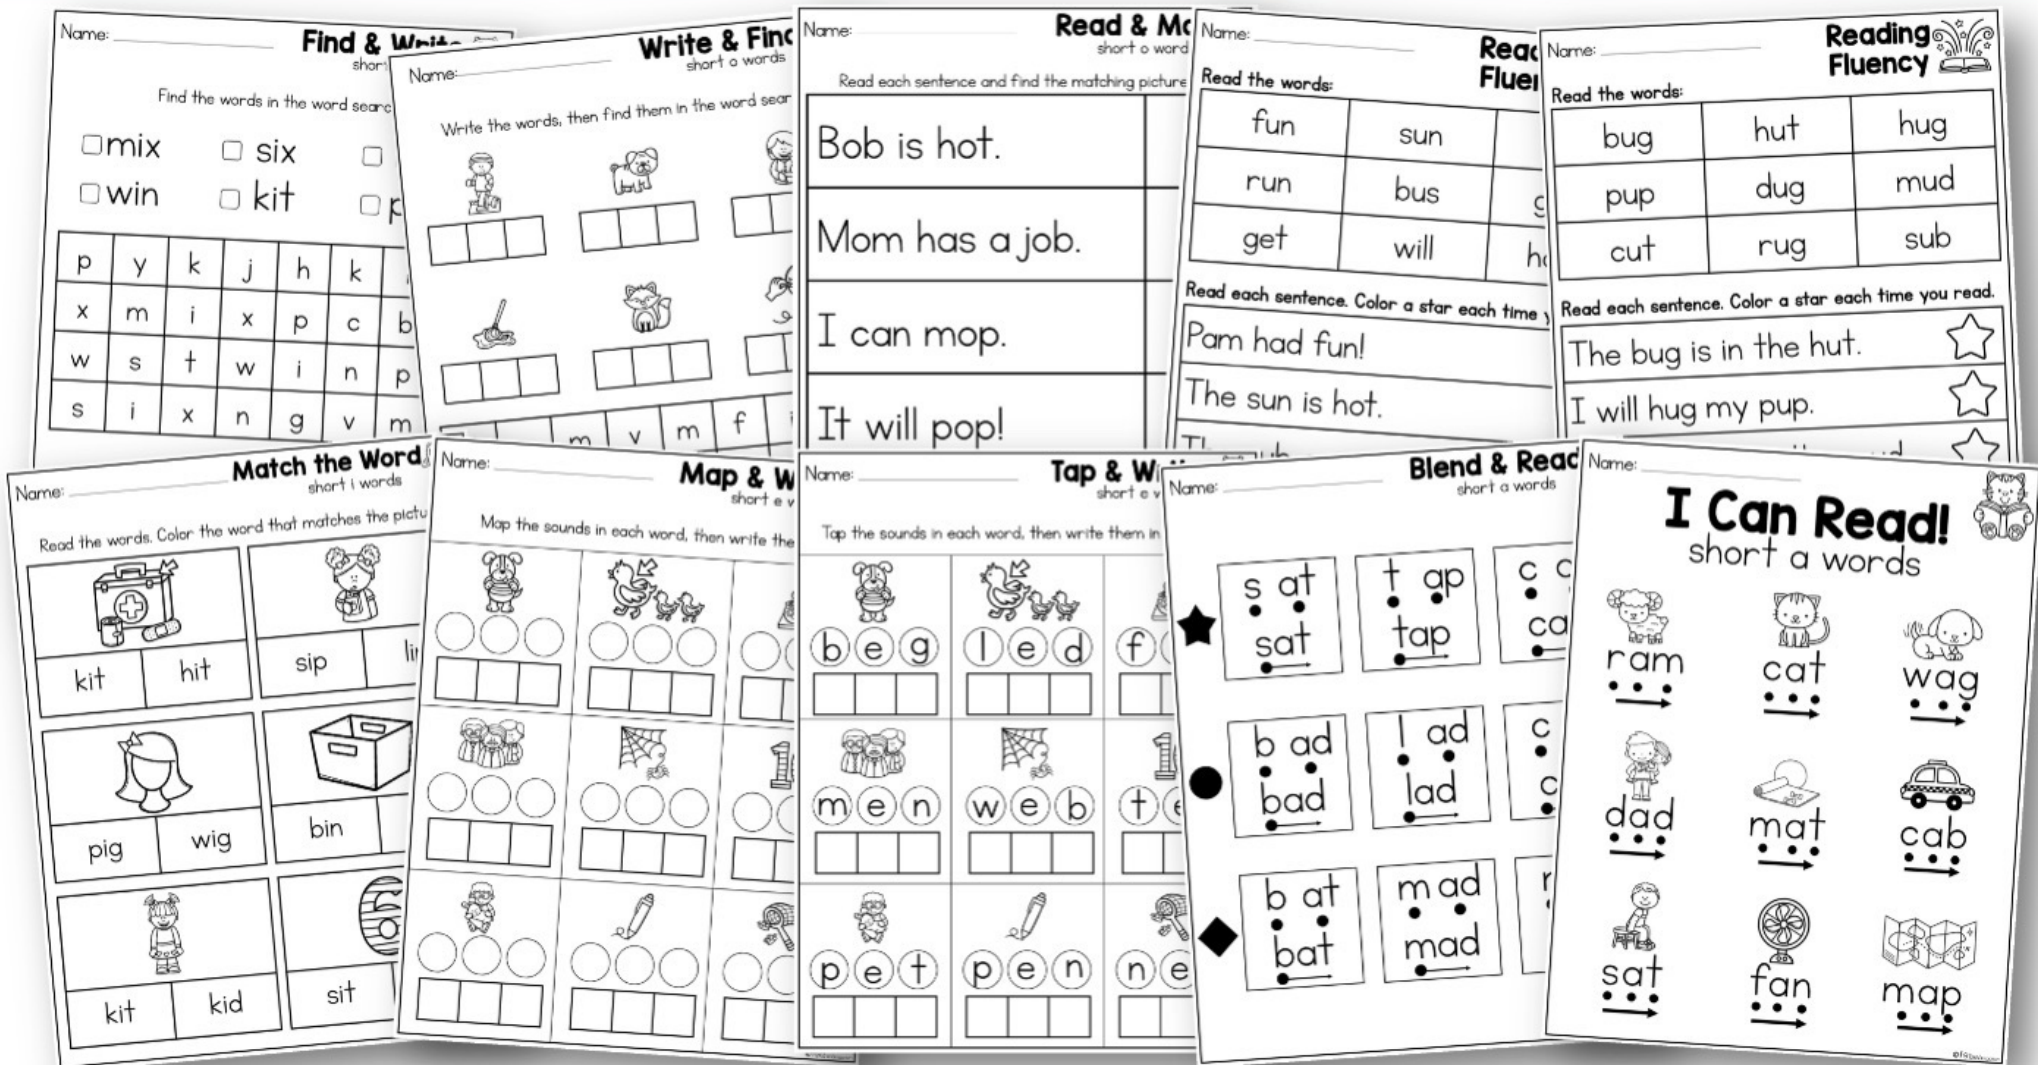 Name:
Find & Write
short
Find the words in the word searc
mix six
win kit p
p y k j h k
x m i x p c b
w s t w i n p
s i x n g v m
Name:
Write & Find
short o words
Write the words, then find them in the word sear
m v m f
Name:
Read & Ma
short o word
Read each sentence and find the matching picture
Bob is hot.
Mom has a job.
I can mop.
It will pop!
Name:
Read
Flue
Read the words:
fun sun
run bus g
get will ha
Read each sentence. Color a star each time y
Pam had fun!
The sun is hot.
Name:
Reading
Fluency
Read the words:
bug hut hug
pup dug mud
cut rug sub
Read each sentence. Color a star each time you read.
The bug is in the hut.
I will hug my pup.
Name:
Match the Word
short i words
Read the words. Color the word that matches the pictu
kit hit sip li
pig wig bin
kit kid sit
6
Name:
Map & W
short e w
Map the sounds in each word, then write the
1
Name:
Tap & W
short e w
Tap the sounds in each word, then write them in
b e g l e d f
m e n w e b t e
1
p e t p e n n e
Name:
Blend & Read
short a words
s at t ap c
sat tap ca
b ad l ad c
bad lad c
b at m ad
bat mad
Name:
I Can Read!
short a words
ram cat wag
dad mat cab
sat fan map